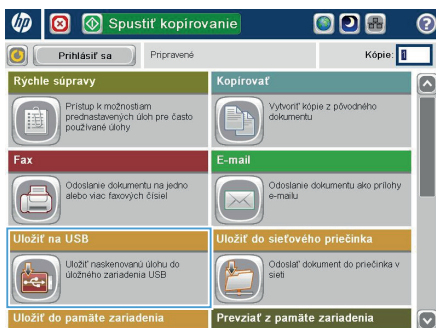 hp
Spustiť kopírovanie
?
Prihlásiť sa
Pripravené
Kópie: 1
Rýchle súpravy
Prístup k možnostiam
prednastavených úloh pre často
používané úlohy
Kopírovať
Vytvoriť kópie z pôvodného
dokumentu
Fax
Odoslanie dokumentu na jedno
alebo viac faxových čísiel
E-mail
Odoslanie dokumentu ako prílohy
e-mailu
Uložiť na USB
Uložiť naskenovanú úlohu do
úložného zariadenia USB
Uložiť do sieťového priečinka
Odoslať dokument do priečinka v
sieti
Uložiť do pamäte zariadenia
Prevziať z pamäte zariadenia